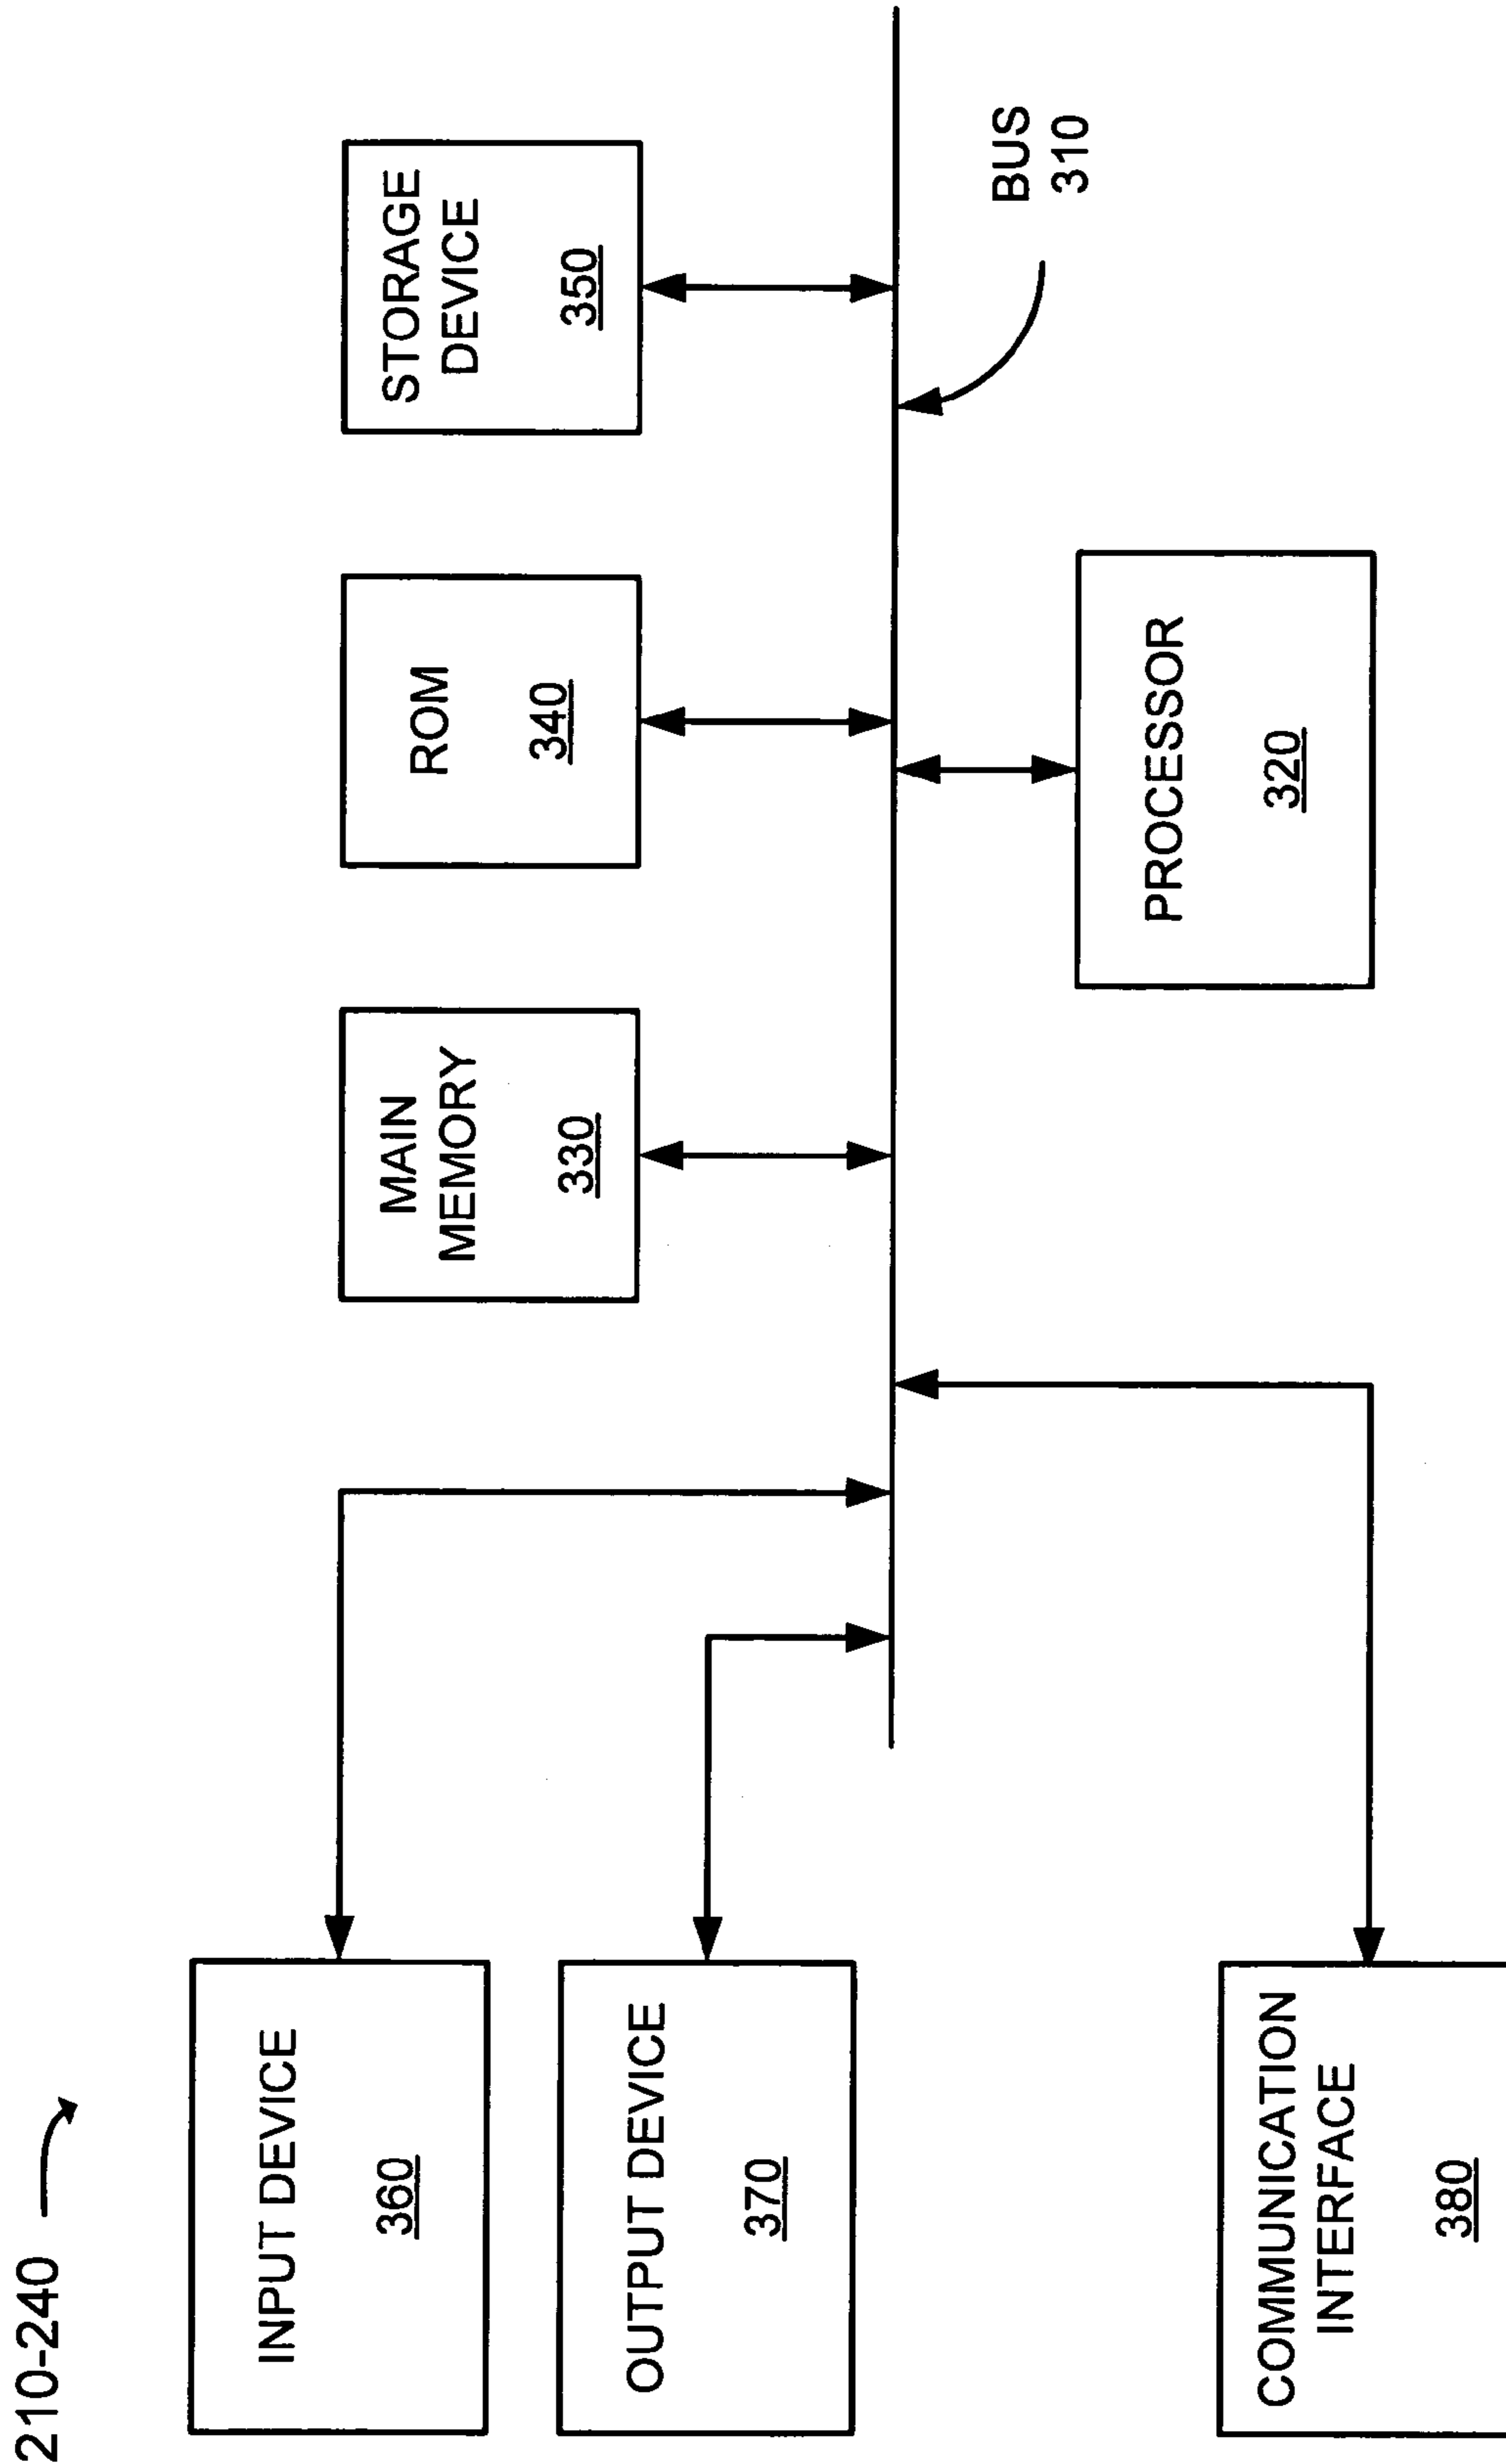 210-240
INPUT DEVICE
360
OUTPUT DEVICE
370
COMMUNICATION
INTERFACE
380
MAIN
MEMORY
330
ROM
340
STORAGE
DEVICE
350
PROCESSOR
320
BUS
310